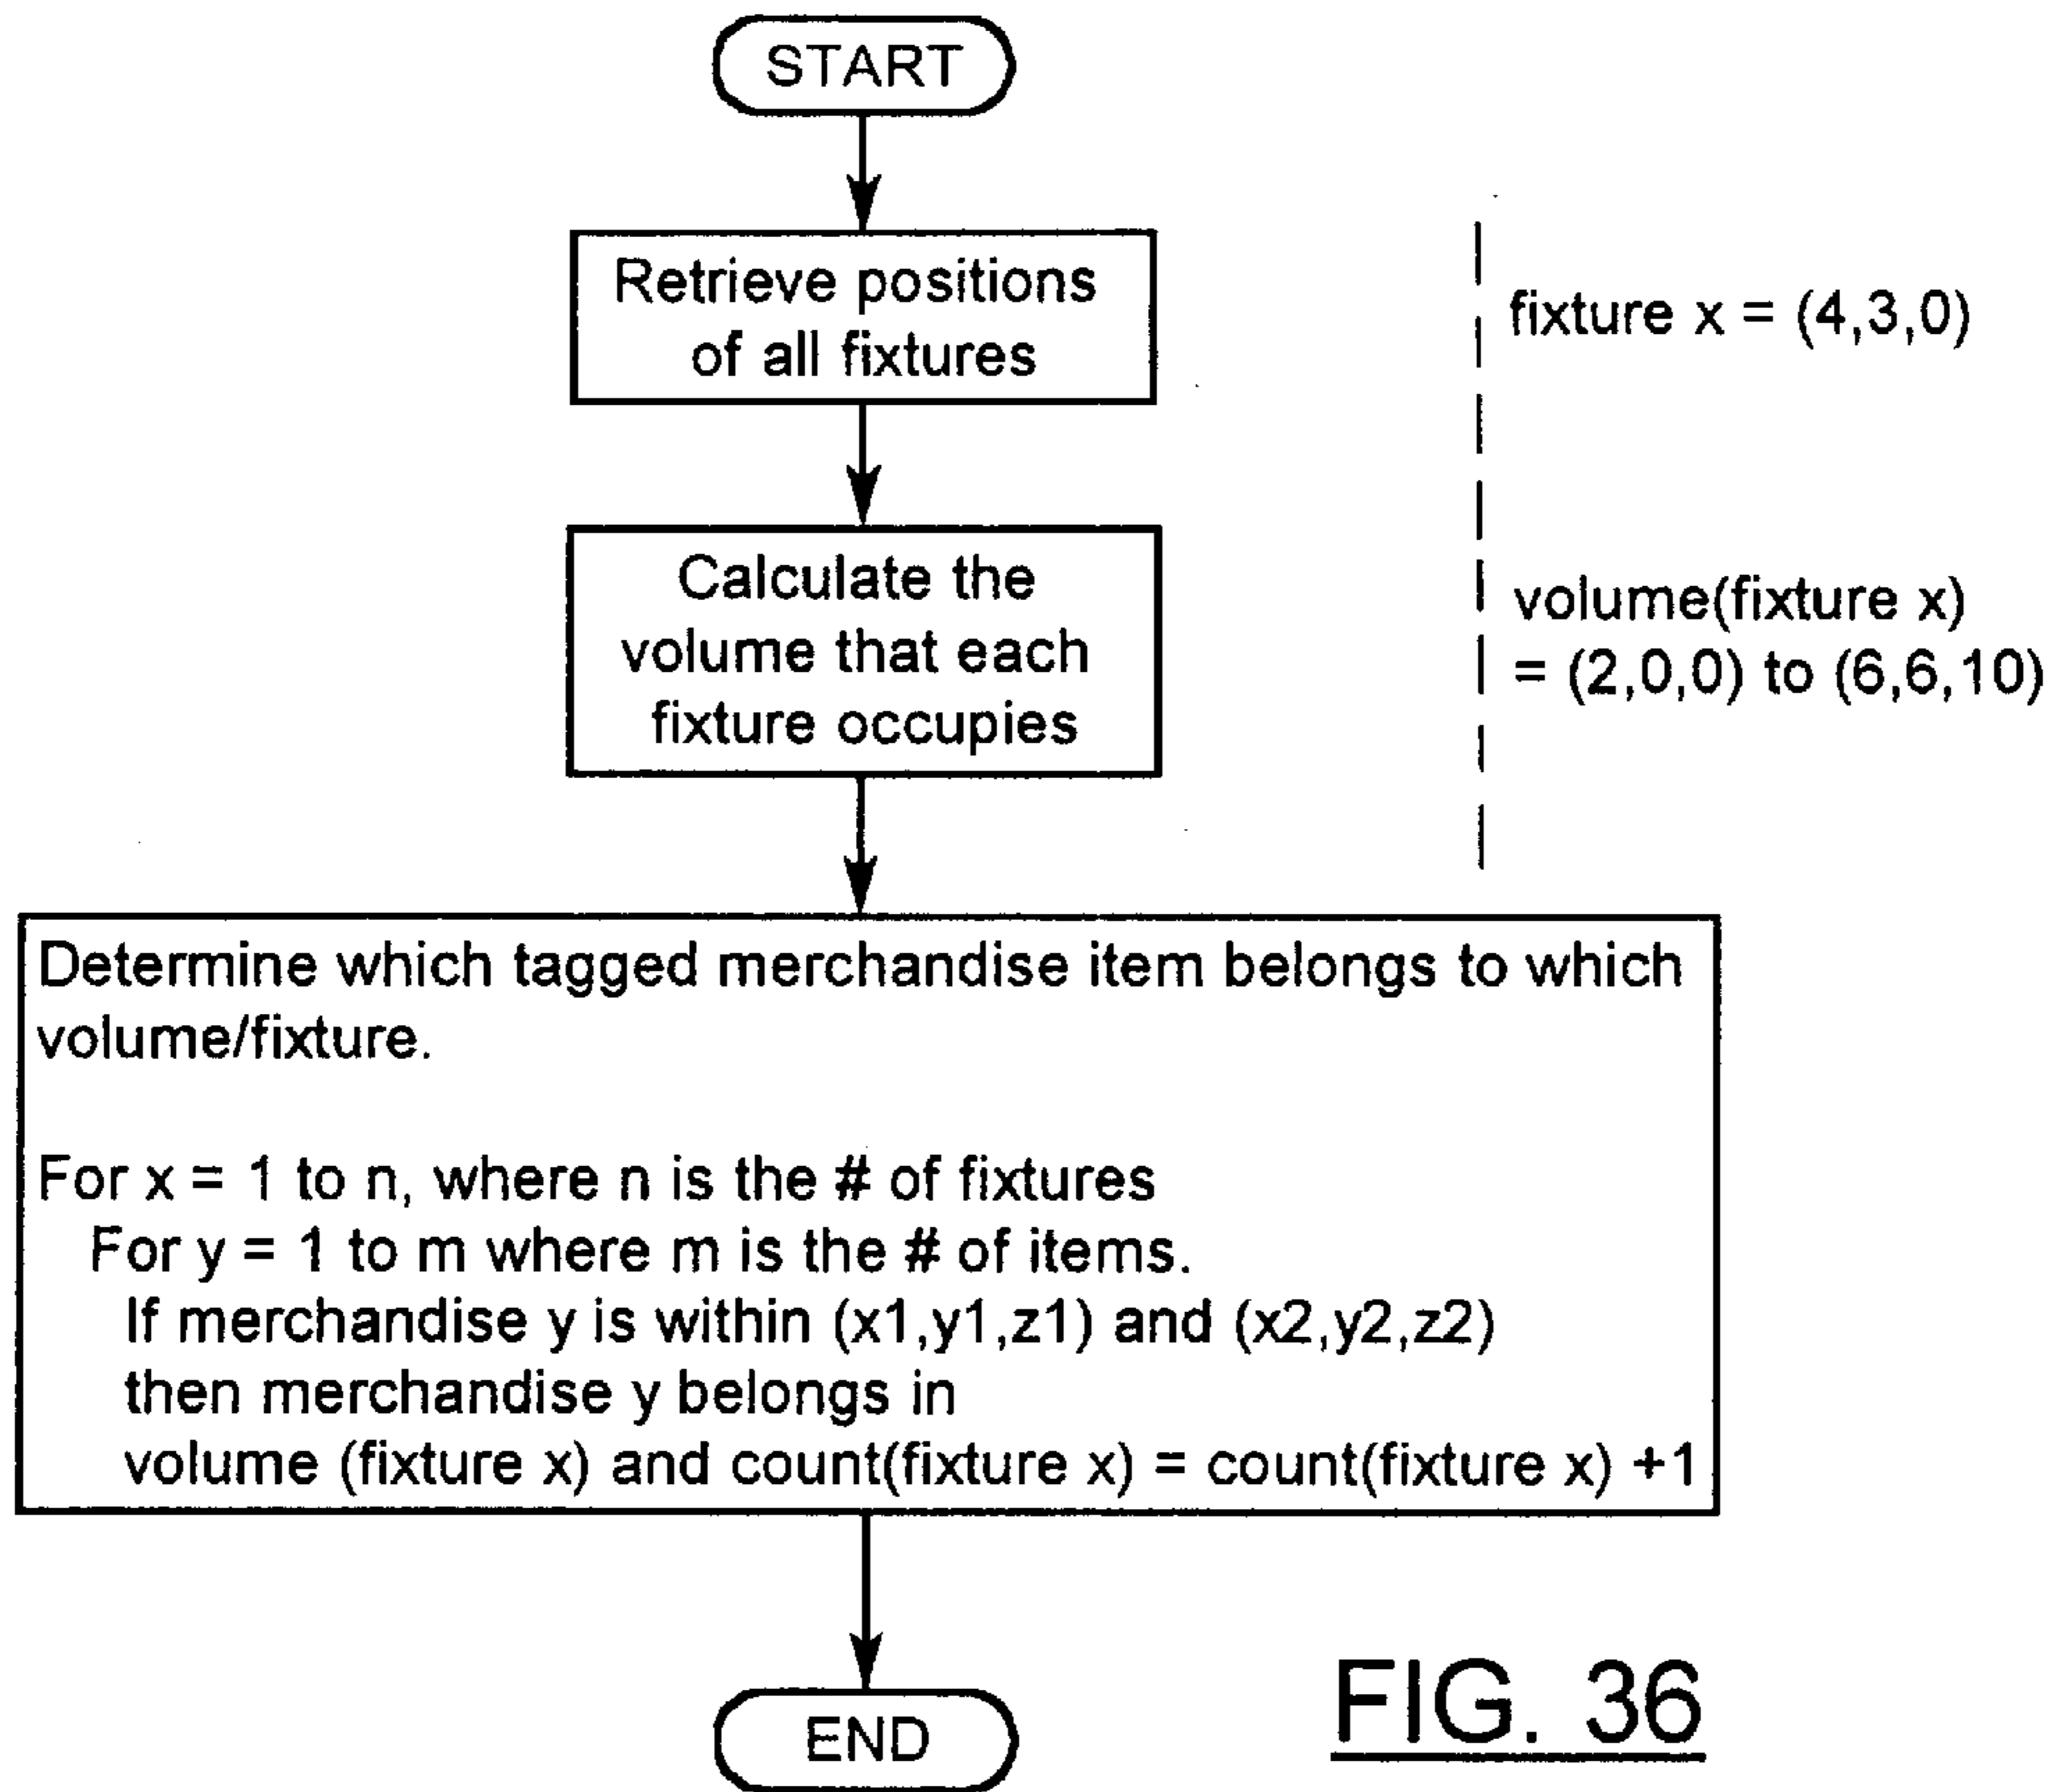 START
Retrieve positions
of all fixtures
fixture x = (4,3,0)
Calculate the
volume that each
fixture occupies
volume(fixture x)
= (2,0,0) to (6,6,10)
Determine which tagged merchandise item belongs to which
volume/fixture.
For x = 1 to n, where n is the # of fixtures
For y = 1 to m where m is the # of items.
If merchandise y is within (x1,y1,z1) and (x2,y2,z2)
then merchandise y belongs in
volume (fixture x) and count(fixture x) = count(fixture x) +1
END
FIG. 36